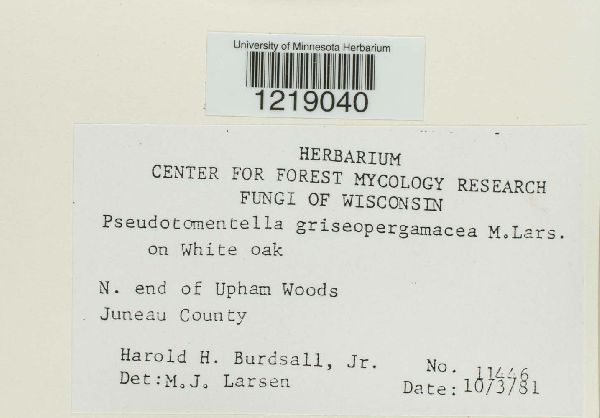 University of Minnesota Herbarium
1219040
HERBARIUM
CENTER FOR FOREST MYCOLOGY RESEARCH
FUNGI OF WISCONSIN
Pseudotomentella griseopergamacea M.Lars.
on White oak
N. end of Upham Woods
Juneau County
Harold H. Burdsall, Jr. No. 11446
Det:M.J. Larsen Date:10/3/81